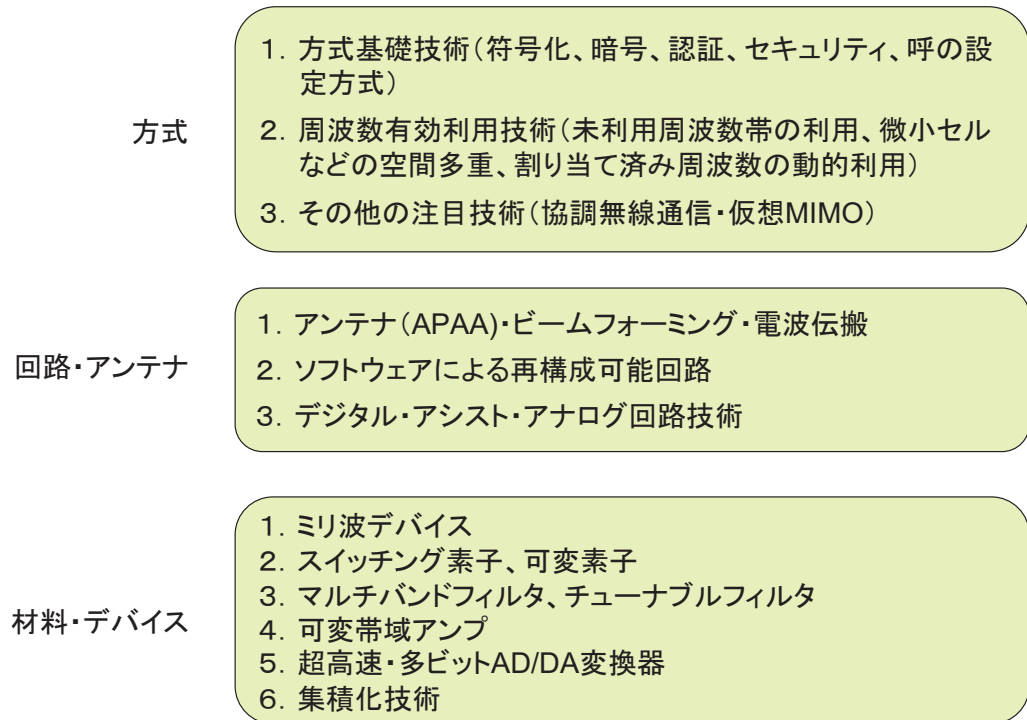 方式
1. 方式基礎技術（符号化、暗号、認証、セキュリティ、呼の設
定方式）
2. 周波数有効利用技術（未利用周波数帯の利用、微小セル
などの空間多重、割り当て済み周波数の動的利用）
3. その他の注目技術（協調無線通信・仮想MIMO）
回路・アンテナ
1. アンテナ（APAA)・ビームフォーミング・電波伝搬
2. ソフトウェアによる再構成可能回路
3. デジタル・アシスト・アナログ回路技術
材料・デバイス
1. ミリ波デバイス
2. スイッチング素子、可変素子
3. マルチバンドフィルタ、チューナブルフィルタ
4. 可変帯域アンプ
5. 超高速・多ビットAD/DA変換器
6. 集積化技術